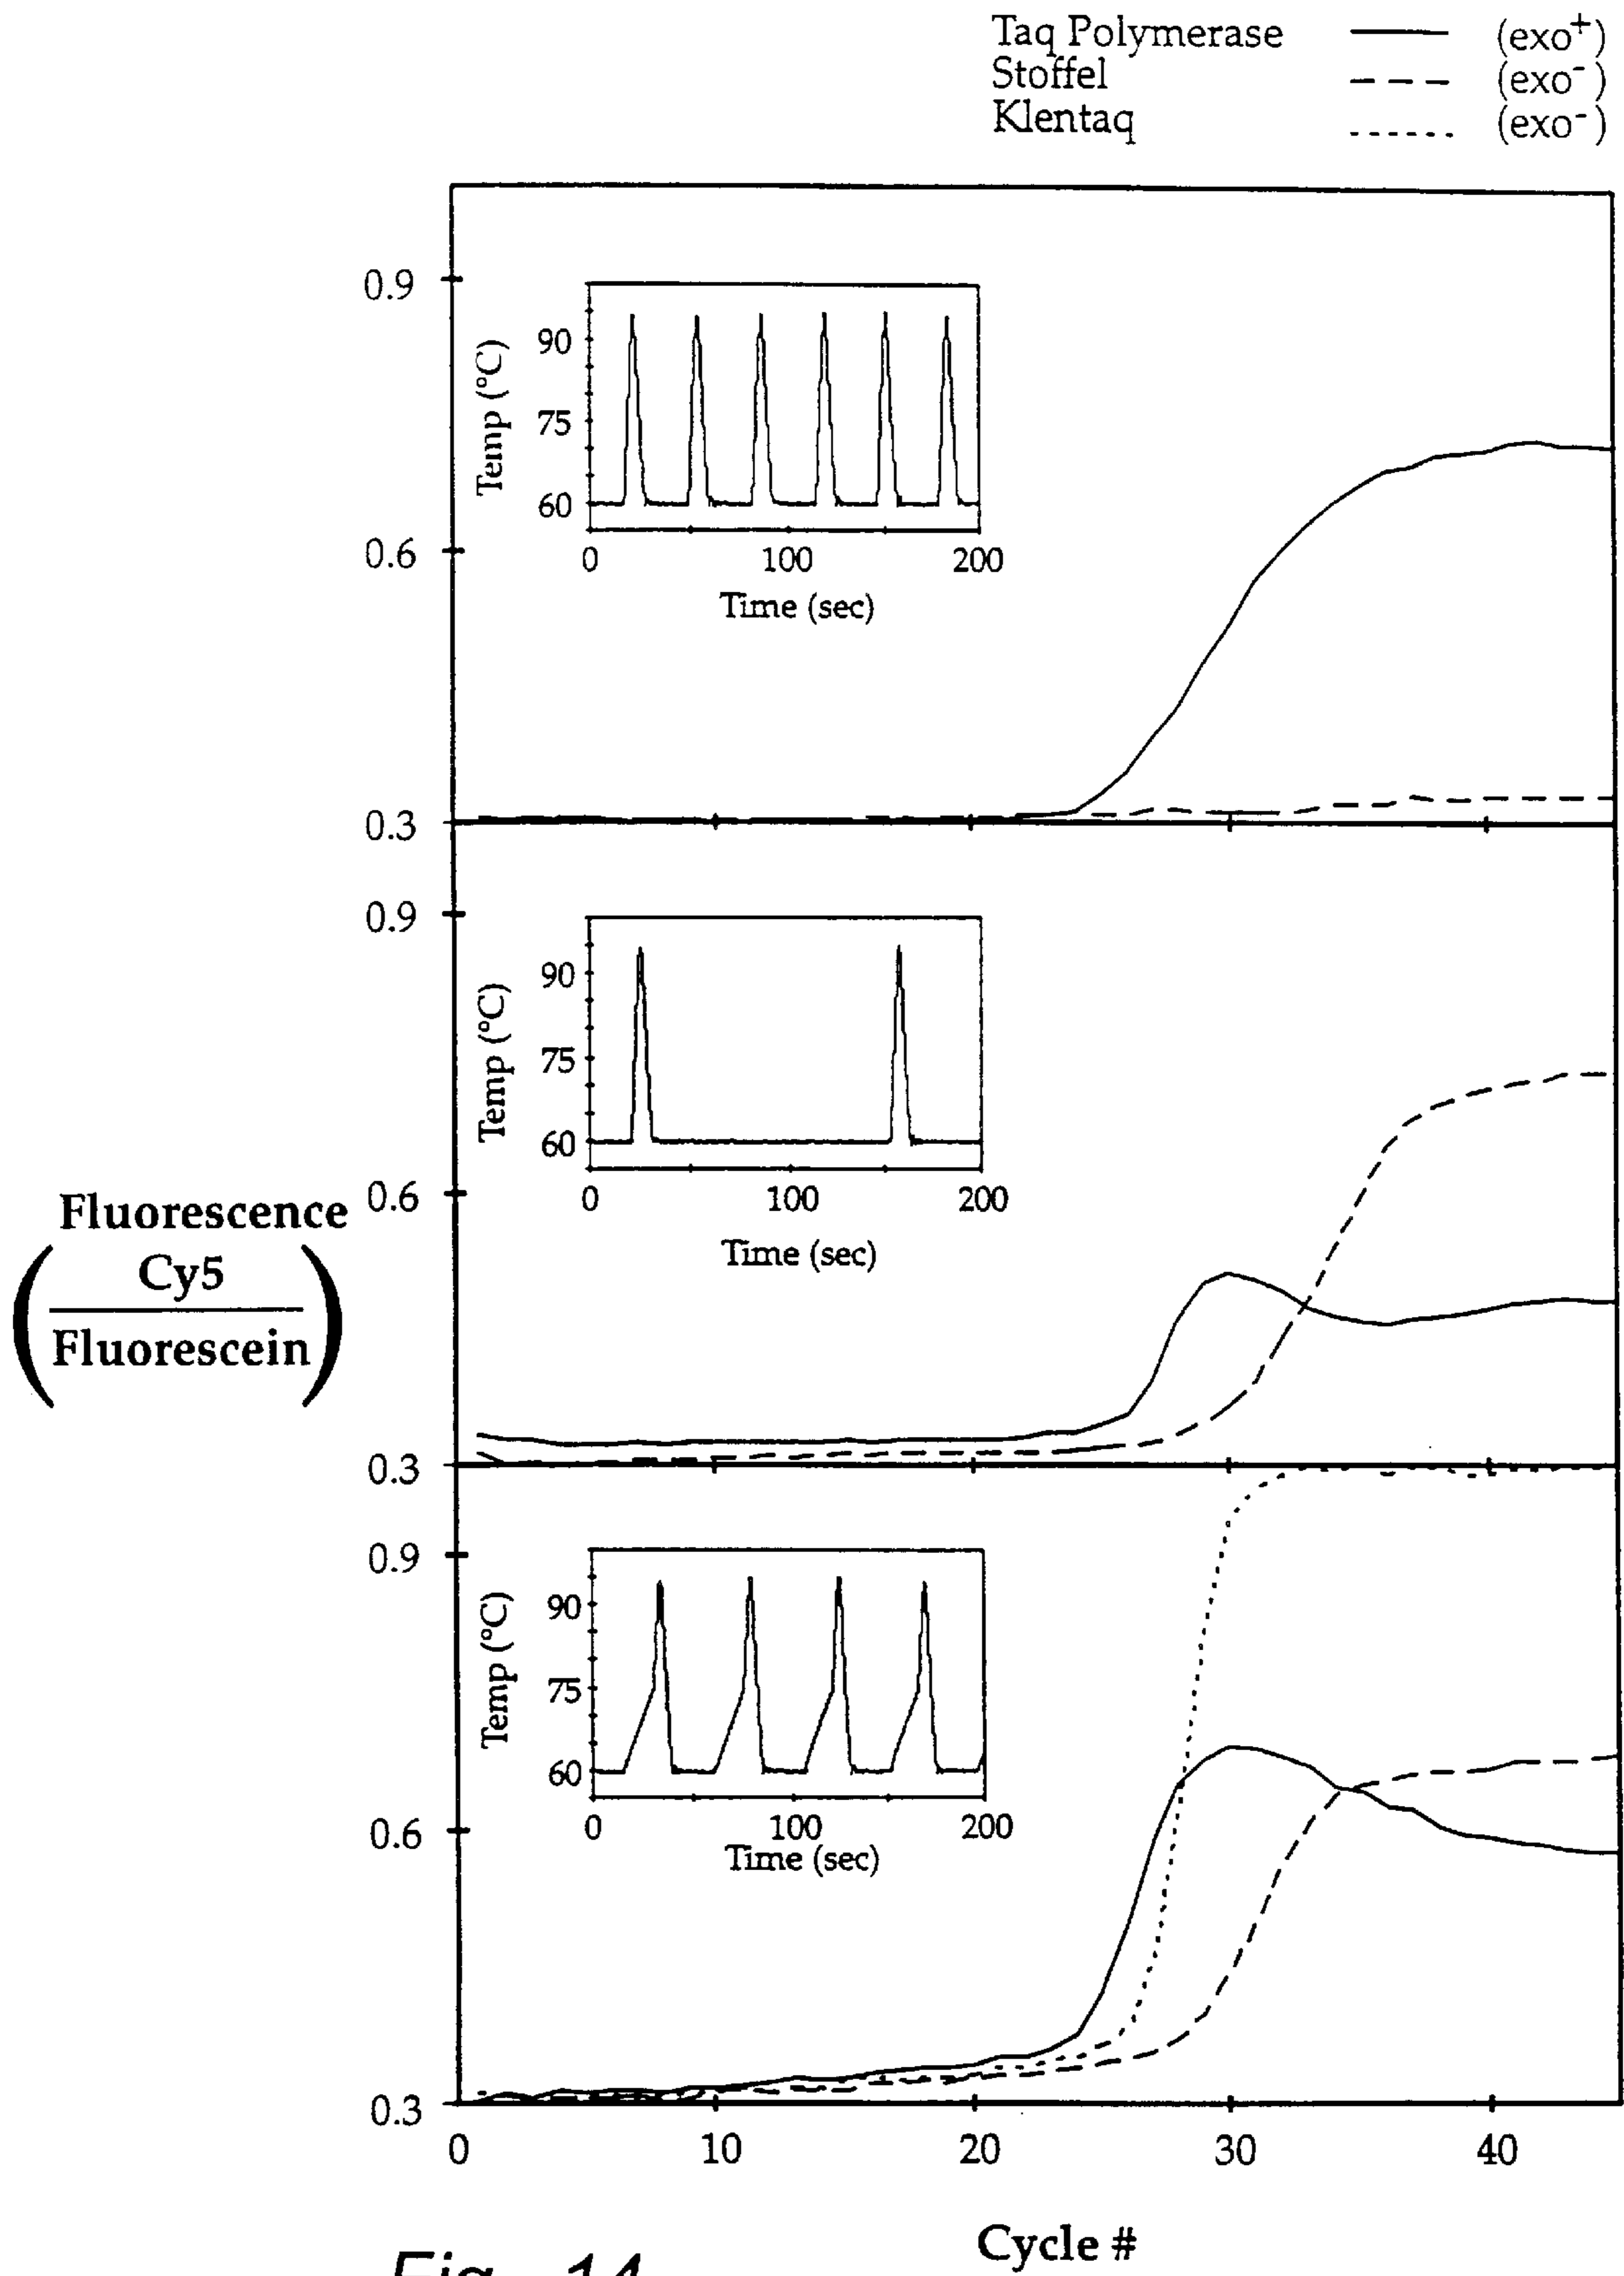 Taq Polymerase (exo⁺)
Stoffel (exo⁻)
Klentaq (exo⁻)
0.9
0.6
0.3
Temp (°C)
90
75
60
0 100 200
Time (sec)
0.9
0.6
0.3
Temp (°C)
90
75
60
0 100 200
Time (sec)
Fluorescence
Cy5
Fluorescein
0.9
0.6
0.3
Temp (°C)
90
75
60
0 100 200
Time (sec)
0 10 20 30 40
Cycle #
Fig. 14